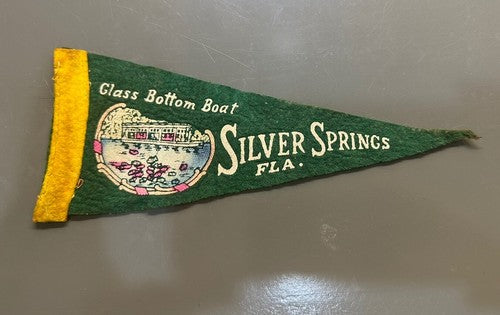 Glass Bottom Boat
SILVER SPRINGS
FLA.